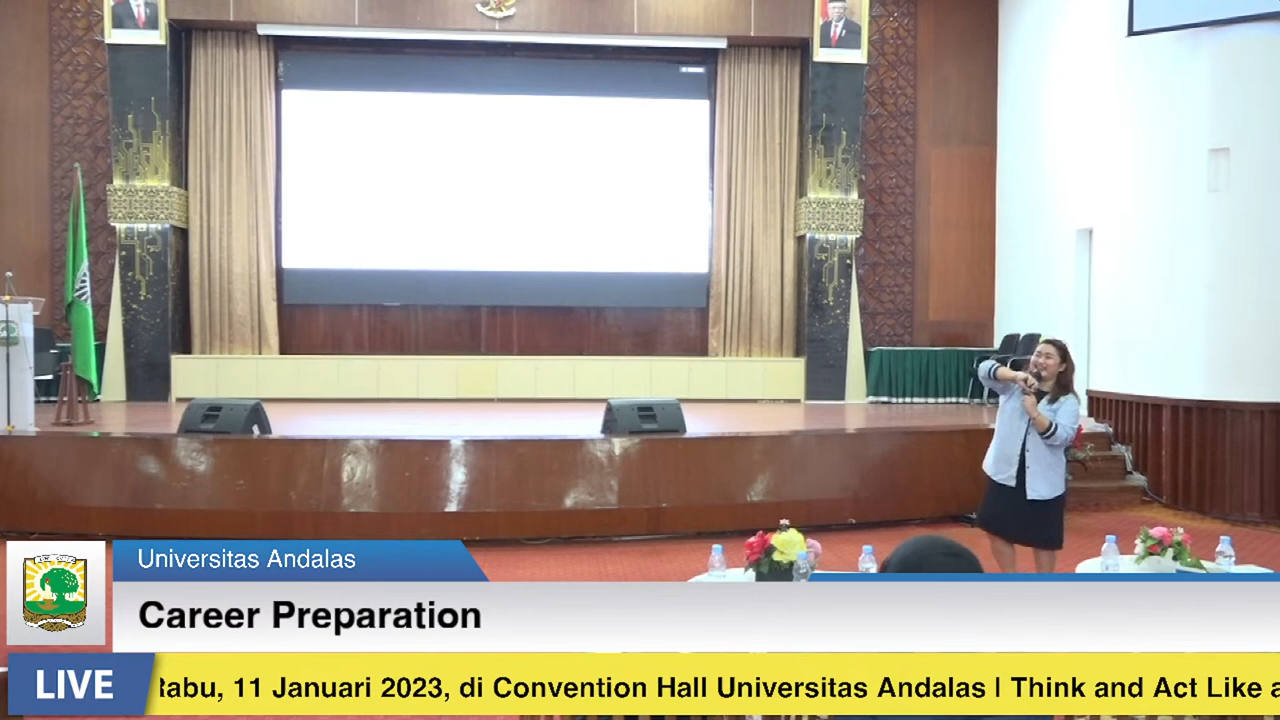 Universitas Andalas
Career Preparation
LIVE
Rabu, 11 Januari 2023, di Convention Hall Universitas Andalas | Think and Act Like a